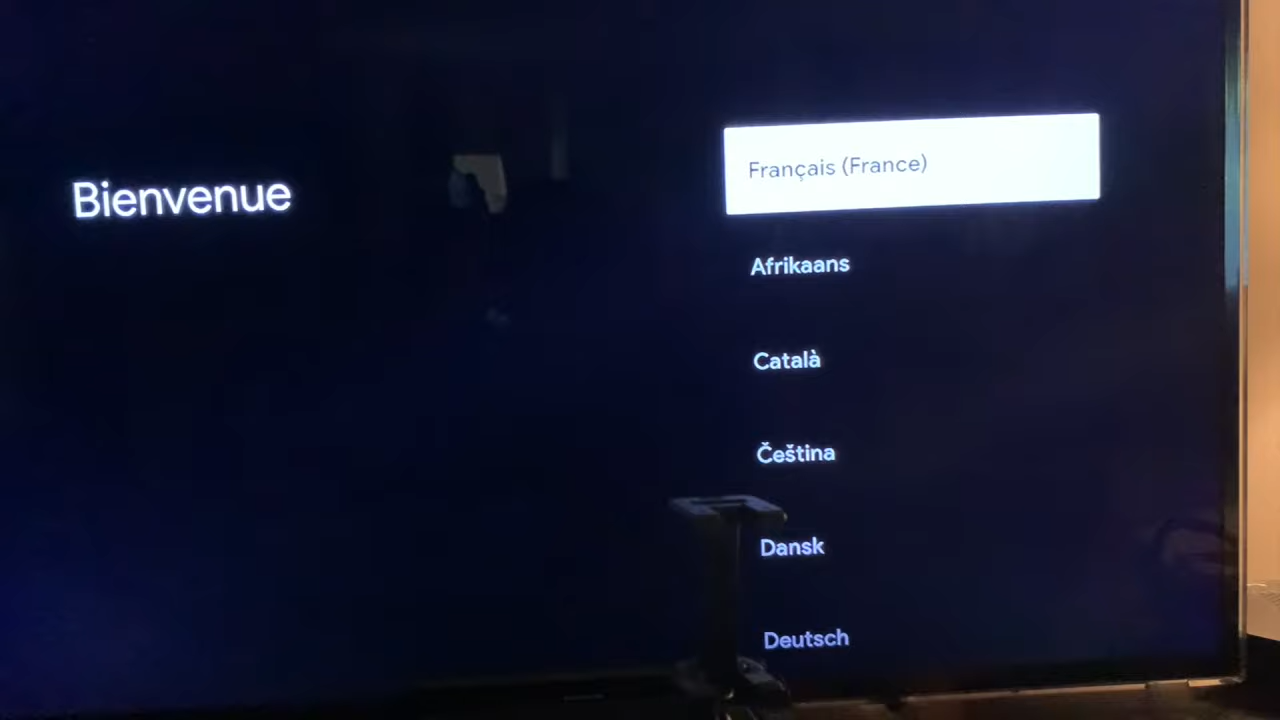 Bienvenue
Français (France)
Afrikaans
Català
Čeština
Dansk
Deutsch